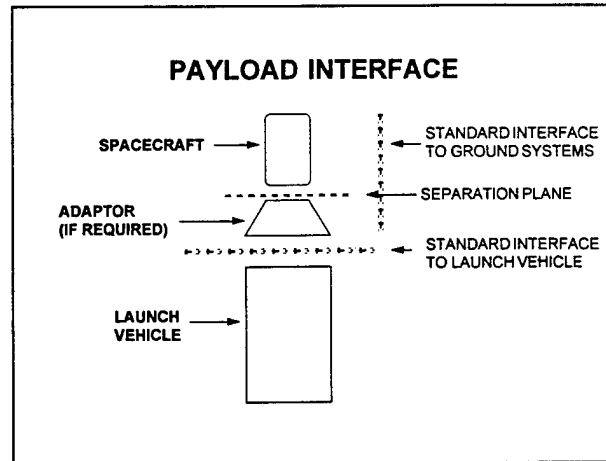 PAYLOAD INTERFACE
SPACECRAFT
STANDARD INTERFACE
TO GROUND SYSTEMS
SEPARATION PLANE
ADAPTOR
(IF REQUIRED)
STANDARD INTERFACE
TO LAUNCH VEHICLE
LAUNCH
VEHICLE